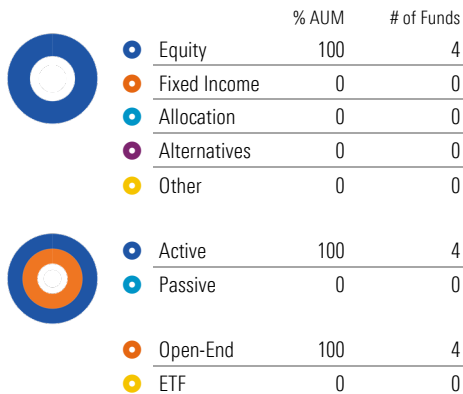 % AUM # of Funds
Equity 100 4
Fixed Income 0 0
Allocation 0 0
Alternatives 0 0
Other 0 0
Active 100 4
Passive 0 0
Open-End 100 4
ETF 0 0